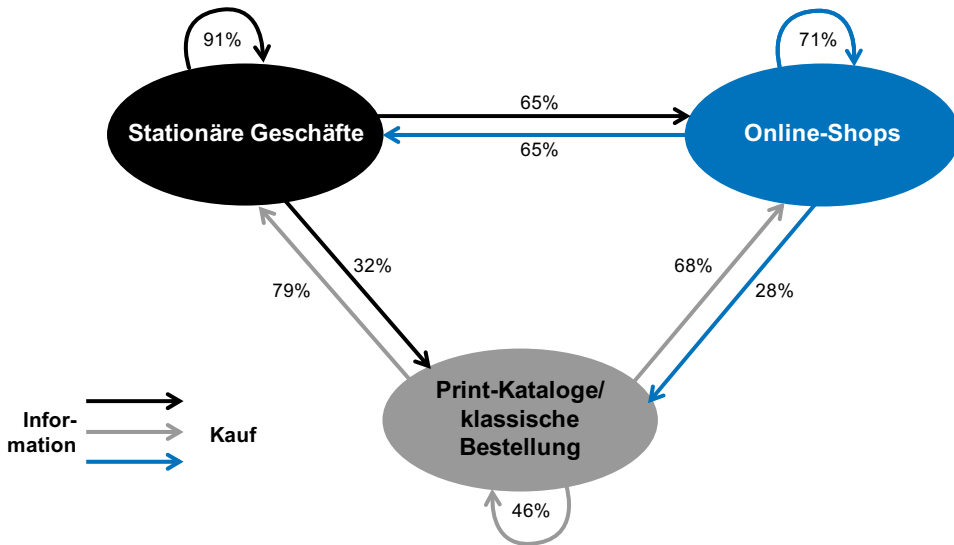 91%
71%
65%
Stationäre Geschäfte
Online-Shops
65%
32%
68%
79%
28%
Print-Kataloge/
klassische
Bestellung
Infor-
mation
Kauf
46%